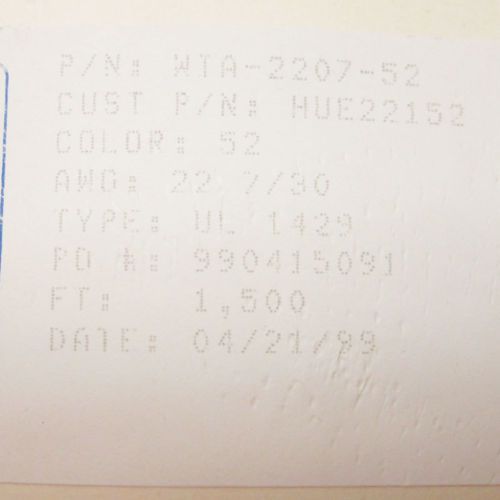 P/N: WTA-2207-52
CUST P/N: HUE22152
COLOR: 52
AWG: 22 7/30
TYPE: UL 1429
PO #: 990415091
FT: 1,500
DATE: 04/21/99